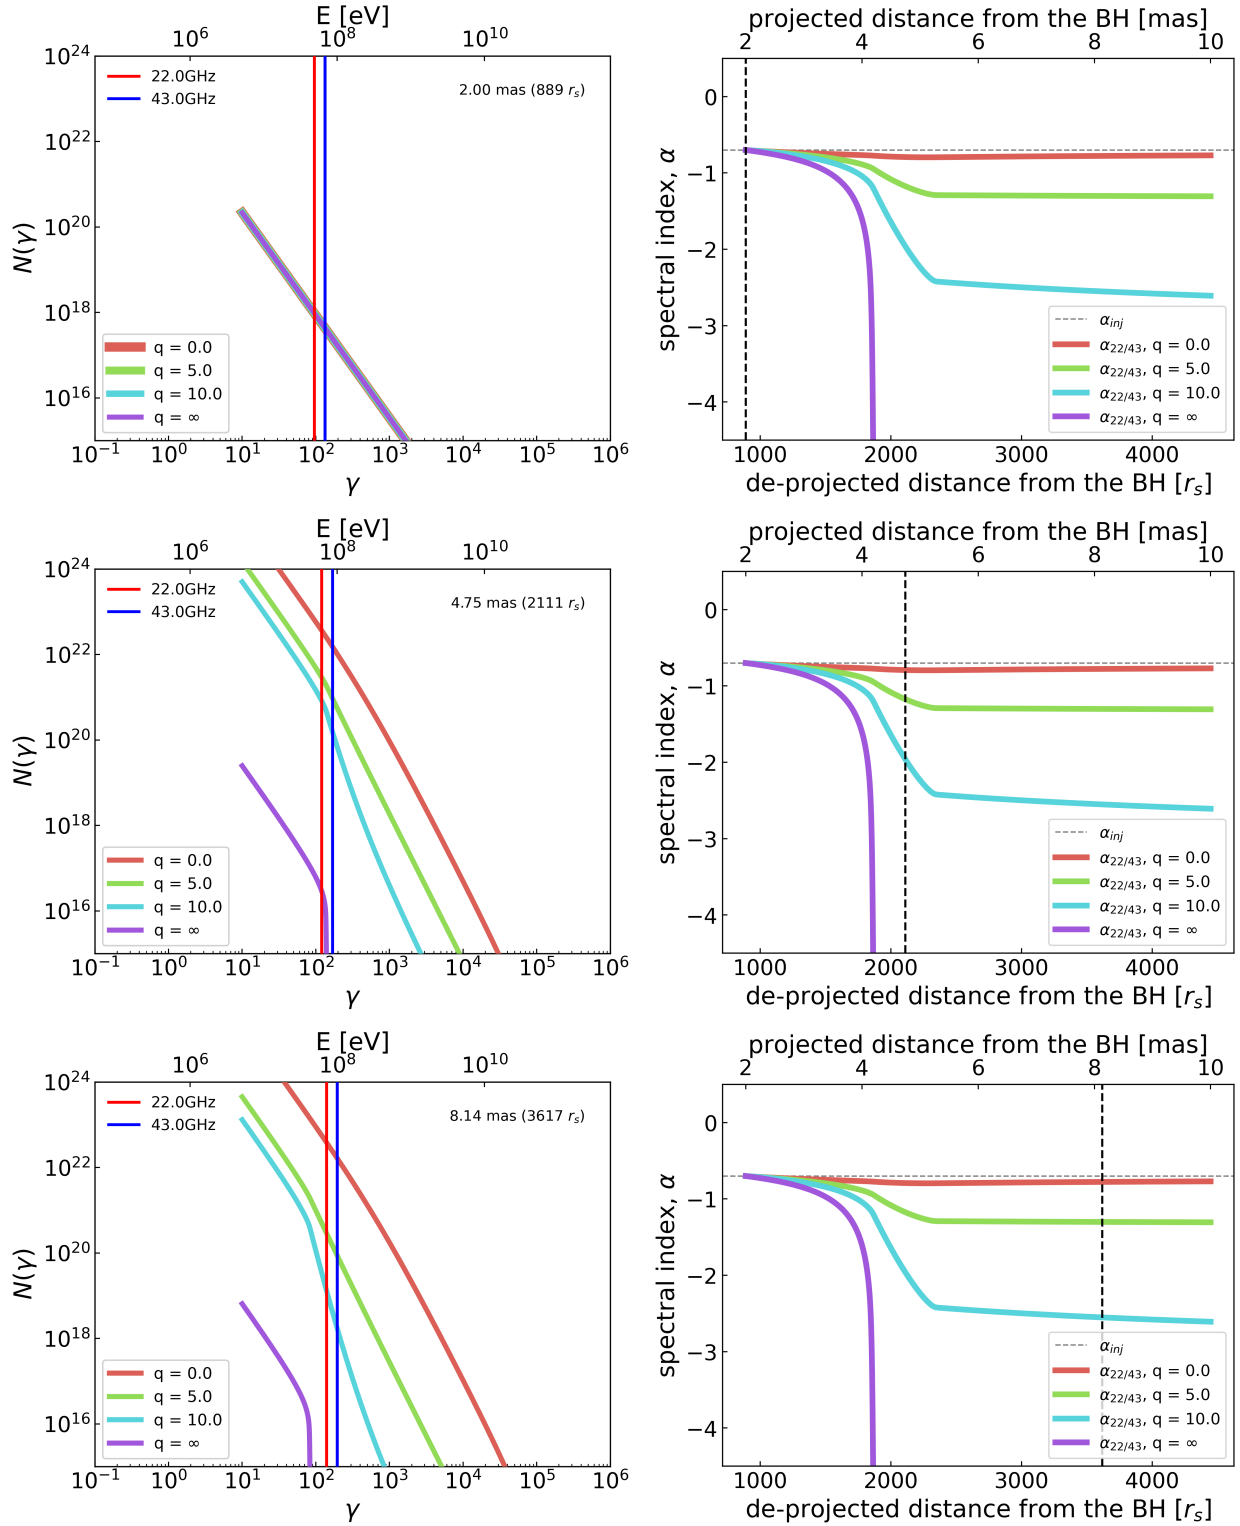 E [eV]
10^6 10^8 10^10
10^24
10^22
10^20
10^18
10^16
N(γ)
22.0GHz
43.0GHz
2.00 mas (889 r_s)
q = 0.0
q = 5.0
q = 10.0
q = ∞
10^−1 10^0 10^1 10^2 10^3 10^4 10^5 10^6
γ
projected distance from the BH [mas]
2 4 6 8 10
0
−1
−2
−3
−4
spectral index, α
α_inj
α_22/43, q = 0.0
α_22/43, q = 5.0
α_22/43, q = 10.0
α_22/43, q = ∞
1000 2000 3000 4000
de-projected distance from the BH [r_s]
E [eV]
10^6 10^8 10^10
10^24
10^22
10^20
10^18
10^16
N(γ)
22.0GHz
43.0GHz
4.75 mas (2111 r_s)
q = 0.0
q = 5.0
q = 10.0
q = ∞
10^−1 10^0 10^1 10^2 10^3 10^4 10^5 10^6
γ
projected distance from the BH [mas]
2 4 6 8 10
0
−1
−2
−3
−4
spectral index, α
α_inj
α_22/43, q = 0.0
α_22/43, q = 5.0
α_22/43, q = 10.0
α_22/43, q = ∞
1000 2000 3000 4000
de-projected distance from the BH [r_s]
E [eV]
10^6 10^8 10^10
10^24
10^22
10^20
10^18
10^16
N(γ)
22.0GHz
43.0GHz
8.14 mas (3617 r_s)
q = 0.0
q = 5.0
q = 10.0
q = ∞
10^−1 10^0 10^1 10^2 10^3 10^4 10^5 10^6
γ
projected distance from the BH [mas]
2 4 6 8 10
0
−1
−2
−3
−4
spectral index, α
α_inj
α_22/43, q = 0.0
α_22/43, q = 5.0
α_22/43, q = 10.0
α_22/43, q = ∞
1000 2000 3000 4000
de-projected distance from the BH [r_s]